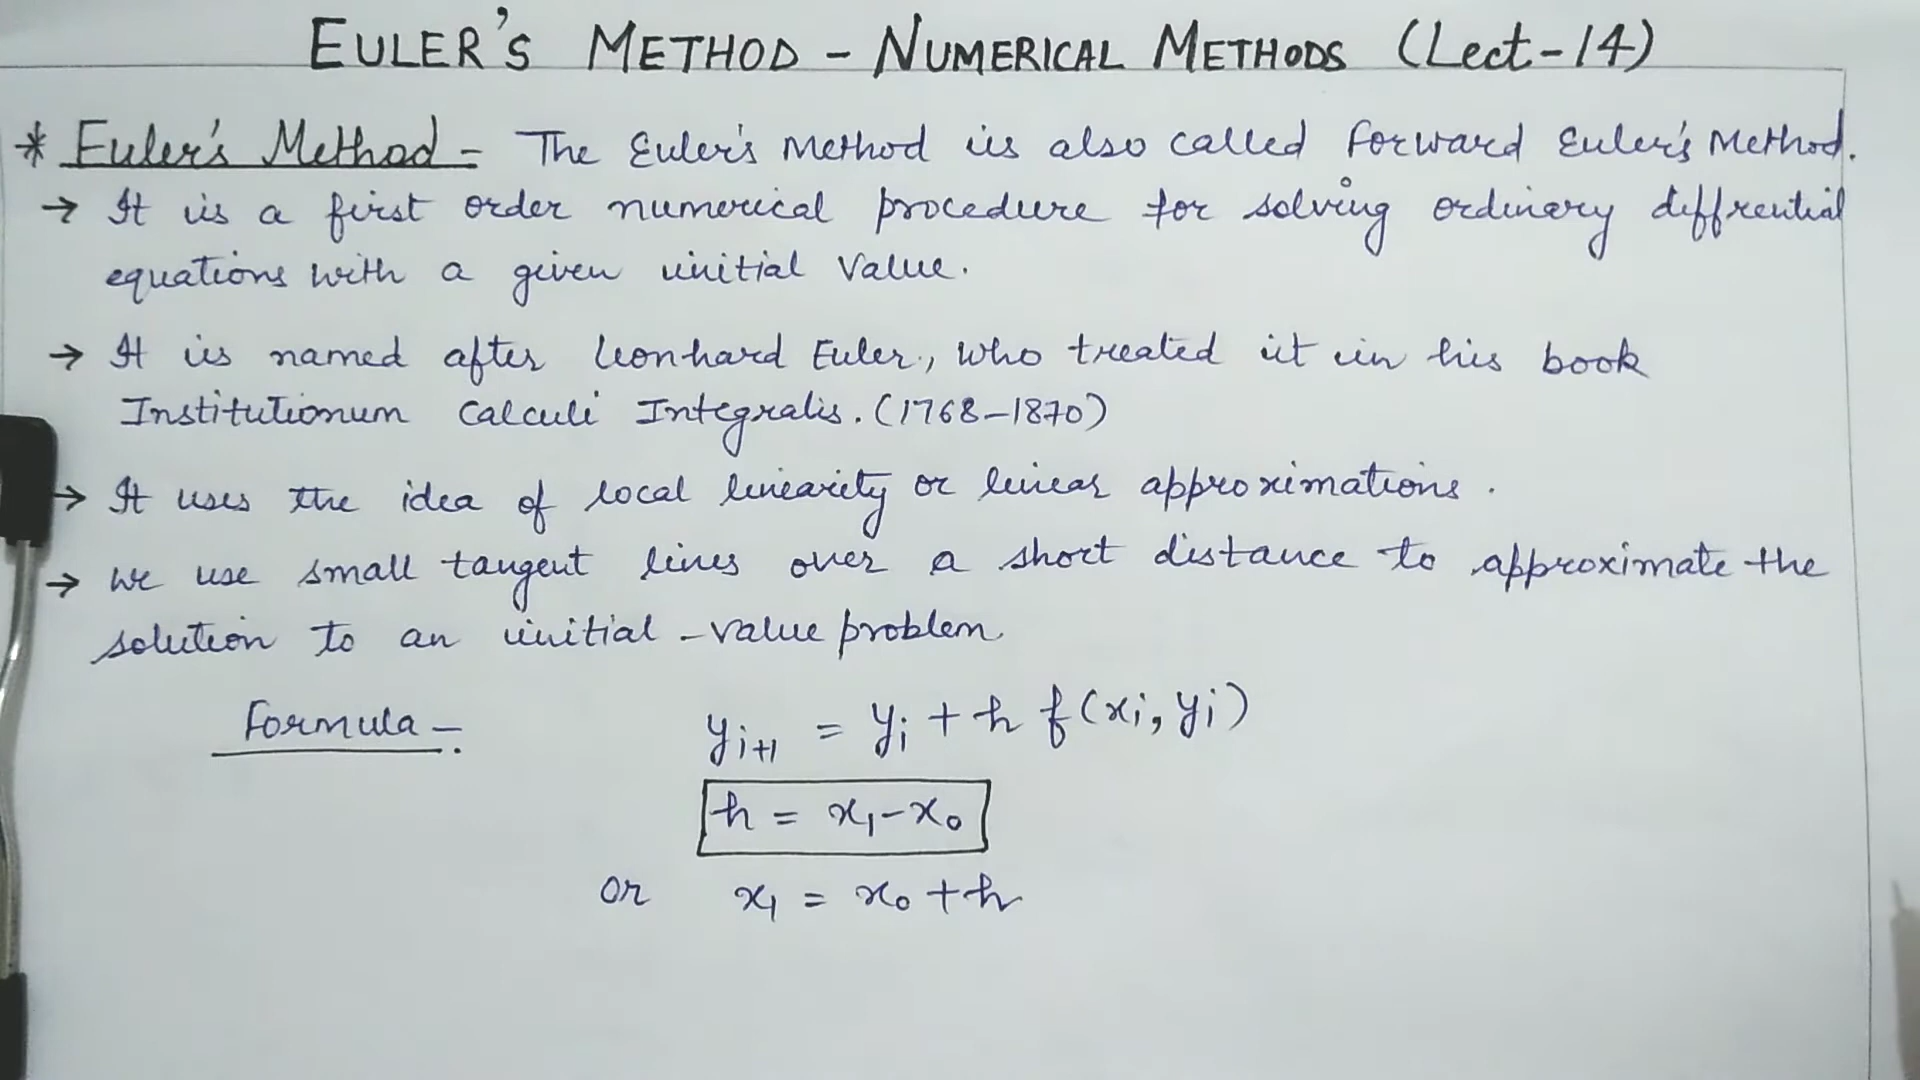 EULER'S METHOD - NUMERICAL METHODS (Lect-14)
* Euler's Method - The Euler's Method is also called Forward Euler's Method.
→ It is a first order numerical procedure for solving ordinary diffrential
equations with a given initial value.
→ It is named after Leonhard Euler, who treated it in his book
Institutionum Calculi Integralis. (1768-1870)
→ It uses the idea of local linearity or linear approximations.
→ We use small tangent lines over a short distance to approximate the
solution to an initial-value problem.
Formula -: yᵢ₊₁ = yᵢ + h f(xᵢ, yᵢ)
h = x₁ - x₀
or x₁ = x₀ + h